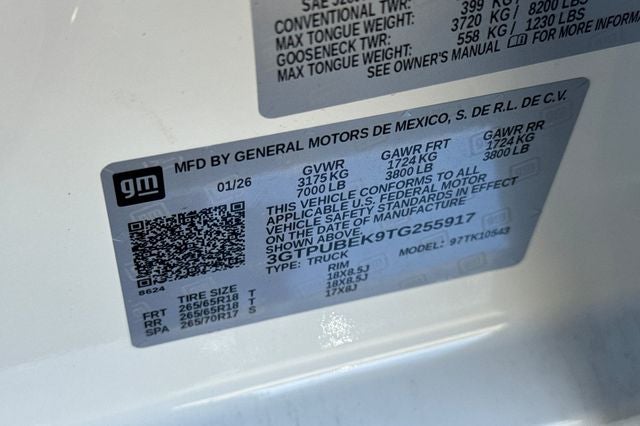 399 KG
CONVENTIONAL TWR: 3720 KG / 8200 LBS
MAX TONGUE WEIGHT: 558 KG / 1230 LBS
GOOSENECK TWR:
MAX TONGUE WEIGHT:
SEE OWNER'S MANUAL FOR MORE INFORM
gm
MFD BY GENERAL MOTORS DE MEXICO, S. DE R.L. DE C.V.
01/26 GVWR GAWR FRT GAWR RR
3175 KG 1724 KG 1724 KG
7000 LB 3800 LB 3800 LB
THIS VEHICLE CONFORMS TO ALL
APPLICABLE U.S. FEDERAL MOTOR
VEHICLE SAFETY STANDARDS IN EFFECT
ON THE DATE OF MANUFACTURE
SHOWN ABOVE.
3GTPUBEK9TG255917
TYPE: TRUCK MODEL: 97TK10543
8624
TIRE SIZE RIM
FRT 265/65R18 T 18X8.5J
RR 265/65R18 T 18X8.5J
SPA 265/70R17 S 17X8J